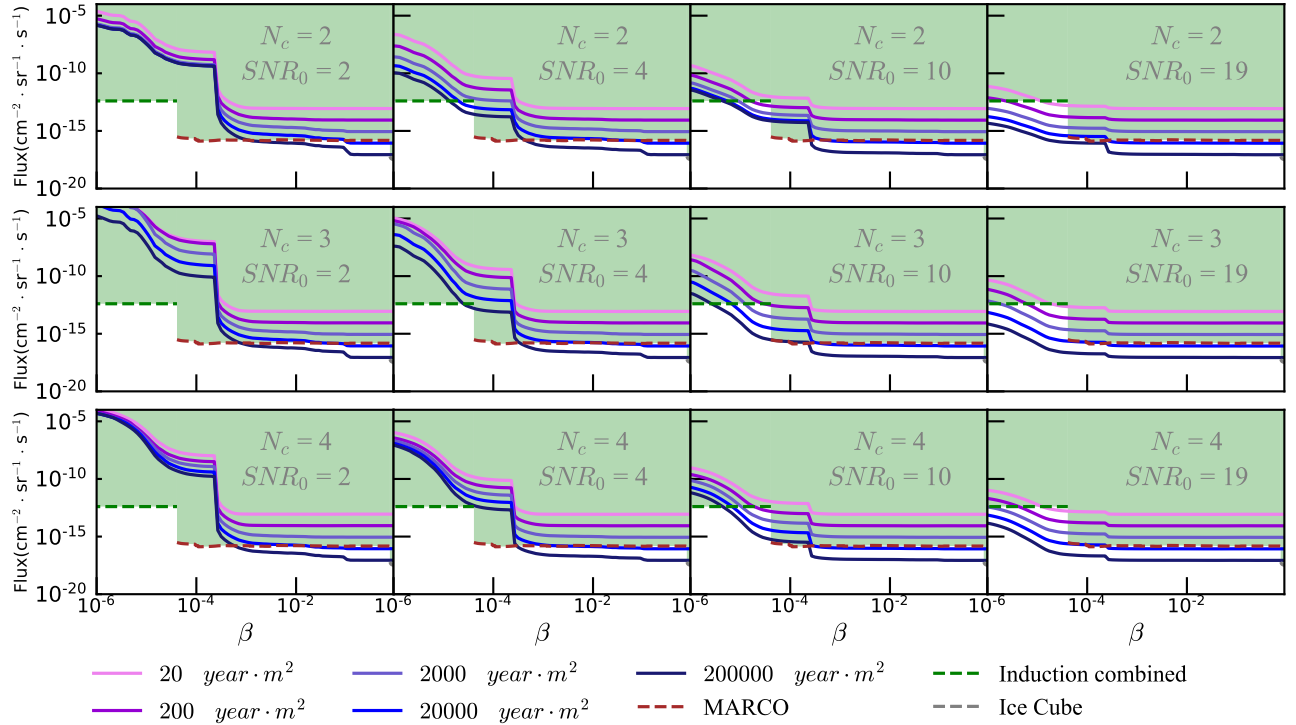 Flux(cm⁻² · sr⁻¹ · s⁻¹)
10⁻⁵
10⁻¹⁰
10⁻¹⁵
10⁻²⁰
N_c = 2
SNR_0 = 2
N_c = 2
SNR_0 = 4
N_c = 2
SNR_0 = 10
N_c = 2
SNR_0 = 19
Flux(cm⁻² · sr⁻¹ · s⁻¹)
10⁻⁵
10⁻¹⁰
10⁻¹⁵
10⁻²⁰
N_c = 3
SNR_0 = 2
N_c = 3
SNR_0 = 4
N_c = 3
SNR_0 = 10
N_c = 3
SNR_0 = 19
Flux(cm⁻² · sr⁻¹ · s⁻¹)
10⁻⁵
10⁻¹⁰
10⁻¹⁵
10⁻²⁰
N_c = 4
SNR_0 = 2
N_c = 4
SNR_0 = 4
N_c = 4
SNR_0 = 10
N_c = 4
SNR_0 = 19
10⁻⁶ 10⁻⁴ 10⁻² 10⁻⁶ 10⁻⁴ 10⁻² 10⁻⁶ 10⁻⁴ 10⁻² 10⁻⁶ 10⁻⁴ 10⁻²
β β β β
20 year · m² 2000 year · m² 200000 year · m² Induction combined
200 year · m² 20000 year · m² MARCO Ice Cube